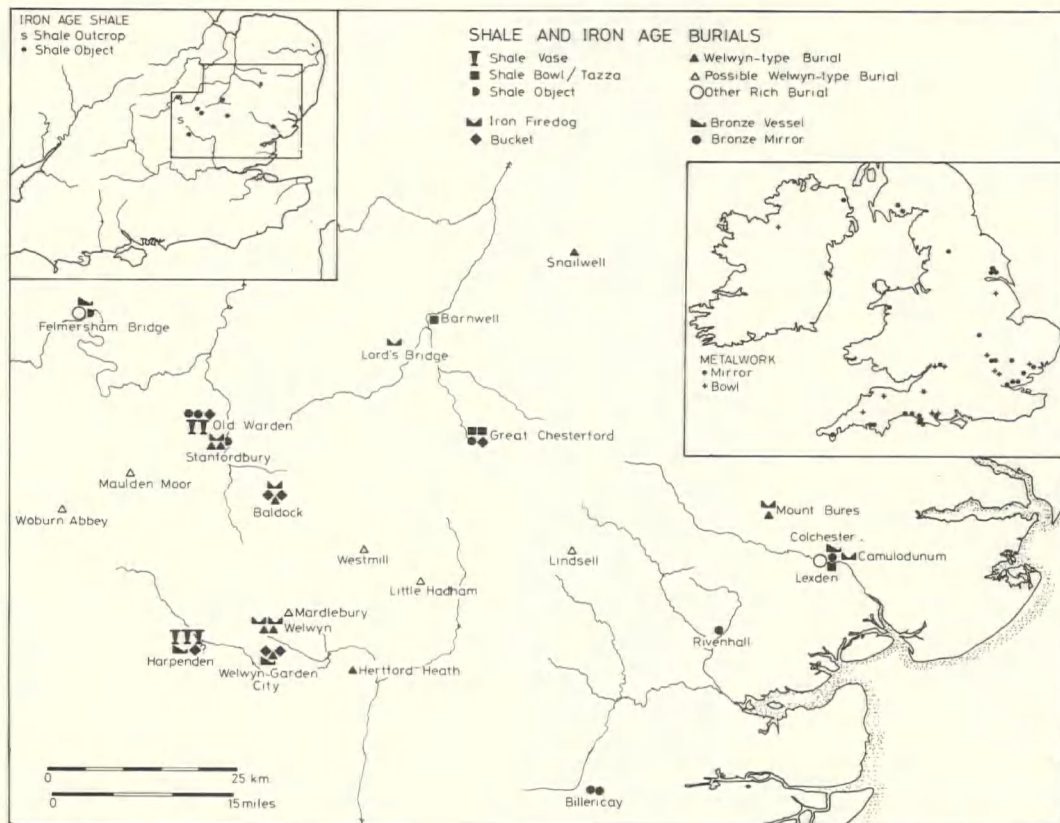 IRON AGE SHALE
s Shale Outcrop
Shale Object
s
SHALE AND IRON AGE BURIALS
Shale Vase
Shale Bowl/Tazza
Shale Object
Iron Firedog
Bucket
Welwyn-type Burial
Possible Welwyn-type Burial
Other Rich Burial
Bronze Vessel
Bronze Mirror
METALWORK
Mirror
Bowl
Snailwell
Felmersham Bridge
Barnwell
Lord's Bridge
Old Warden
Stanfordbury
Great Chesterford
Maulden Moor
Woburn Abbey
Baldock
Mount Bures
Colchester
Camulodunum
Lexden
Westmill
Lindsell
Little Hadham
Mardlebury
Welwyn
Rivenhall
Harpenden
?
Welwyn-Garden
City
Hertford Heath
Billericay
0 25 km
0 15 miles